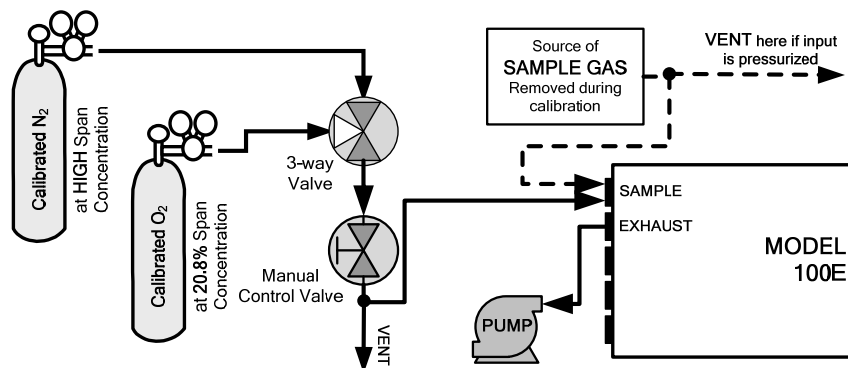 Calibrated N2
at HIGH Span
Concentration
Calibrated O2
at 20.8% Span
Concentration
3-way
Valve
Manual
Control Valve
VENT
Source of
SAMPLE GAS
Removed during
calibration
VENT here if input
is pressurized
SAMPLE
EXHAUST
MODEL
100E
PUMP